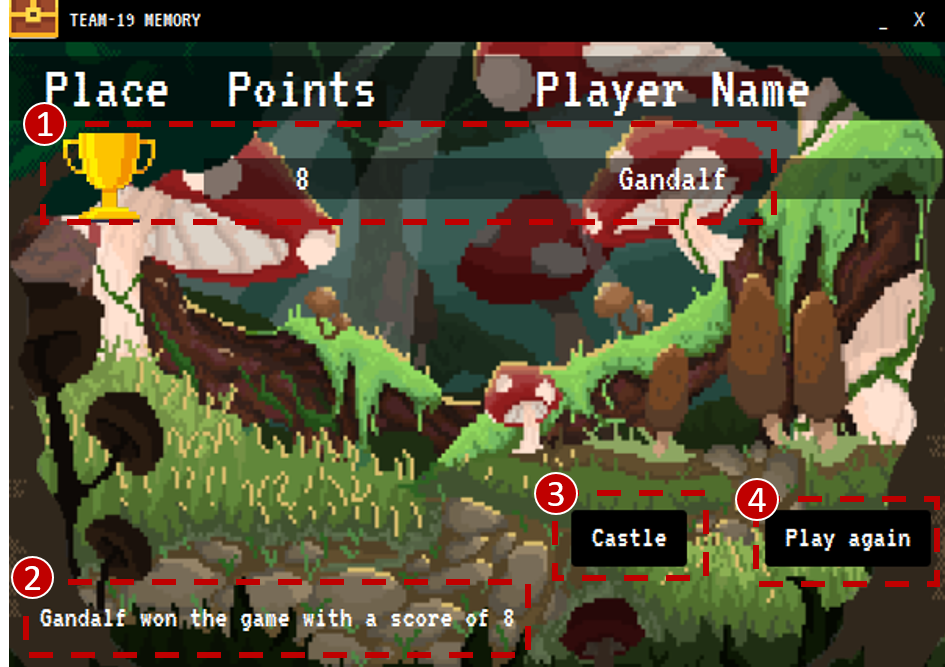 TEAM-19 MEMORY _ X
Place Points Player Name
1
8 Gandalf
3 4
Castle Play again
2
Gandalf won the game with a score of 8